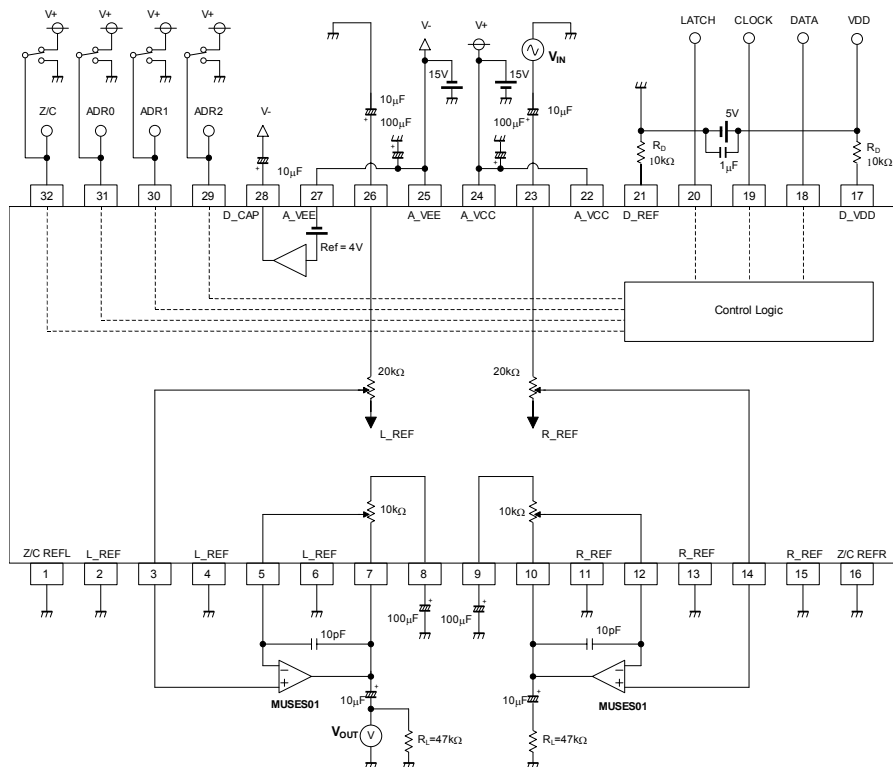 V+ V+ V+ V+ V- V+ LATCH CLOCK DATA VDD
VIN
15V 15V
Z/C ADR0 ADR1 ADR2 V- 10μF 100μF 100μF 10μF 5V
10μF RD 10kΩ 1μF RD 10kΩ
32 31 30 29 28 27 26 25 24 23 22 21 20 19 18 17
D_CAP A_VEE A_VEE A_VCC A_VCC D_REF D_VDD
Ref = 4V
Control Logic
20kΩ 20kΩ
L_REF R_REF
10kΩ 10kΩ
Z/C REFL L_REF L_REF L_REF R_REF R_REF R_REF Z/C REFR
1 2 3 4 5 6 7 8 9 10 11 12 13 14 15 16
100μF 100μF
10pF 10pF
- + - +
MUSES01 10μF 10μF MUSES01
VOUT V RL=47kΩ RL=47kΩ